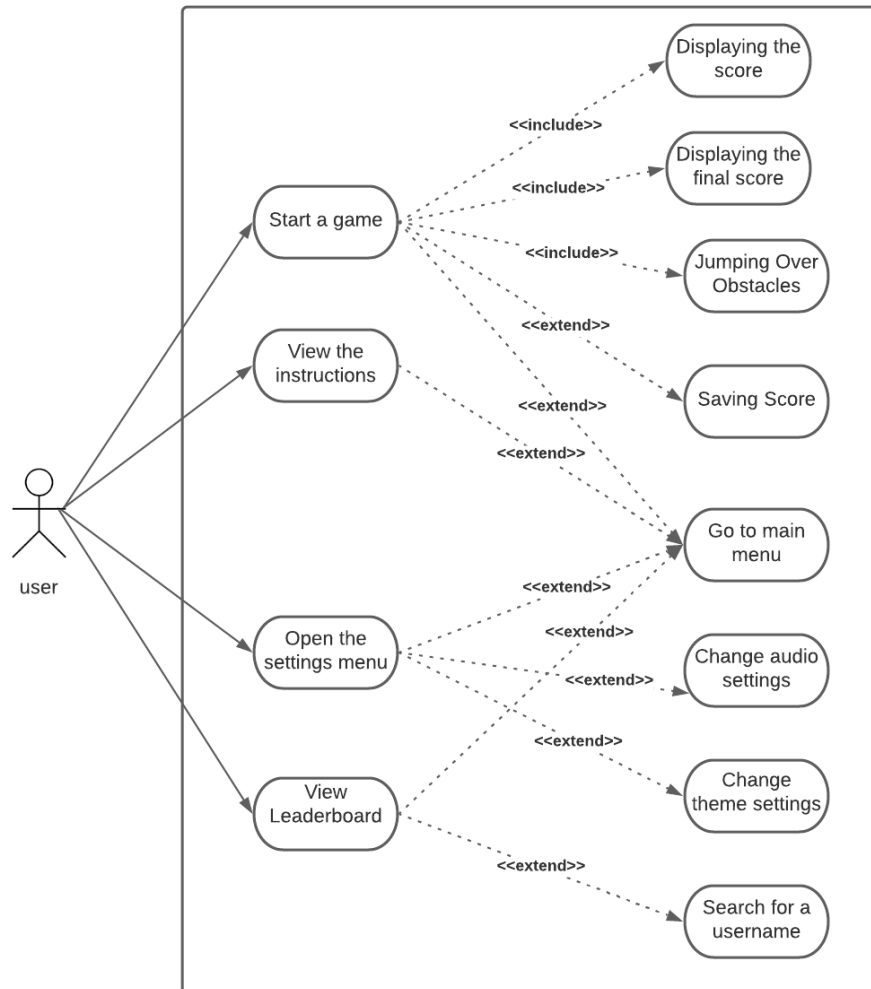 Displaying the
score
<<include>>
Displaying the
final score
<<include>>
Start a game
<<include>>
Jumping Over
Obstacles
<<extend>>
View the
instructions
Saving Score
<<extend>>
<<extend>>
Go to main
menu
user
<<extend>>
<<extend>>
Open the
settings menu
Change audio
settings
<<extend>>
<<extend>>
Change
theme settings
View
Leaderboard
<<extend>>
Search for a
username